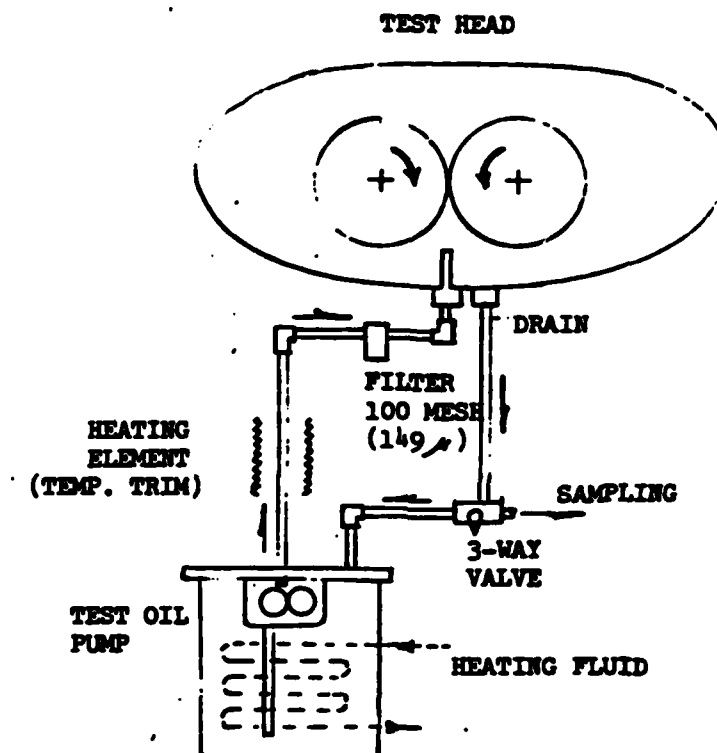 TEST HEAD
DRAIN
FILTER
100 MESH
(149 μ)
HEATING
ELEMENT
(TEMP. TRIM)
SAMPLING
3-WAY
VALVE
TEST OIL
PUMP
HEATING FLUID